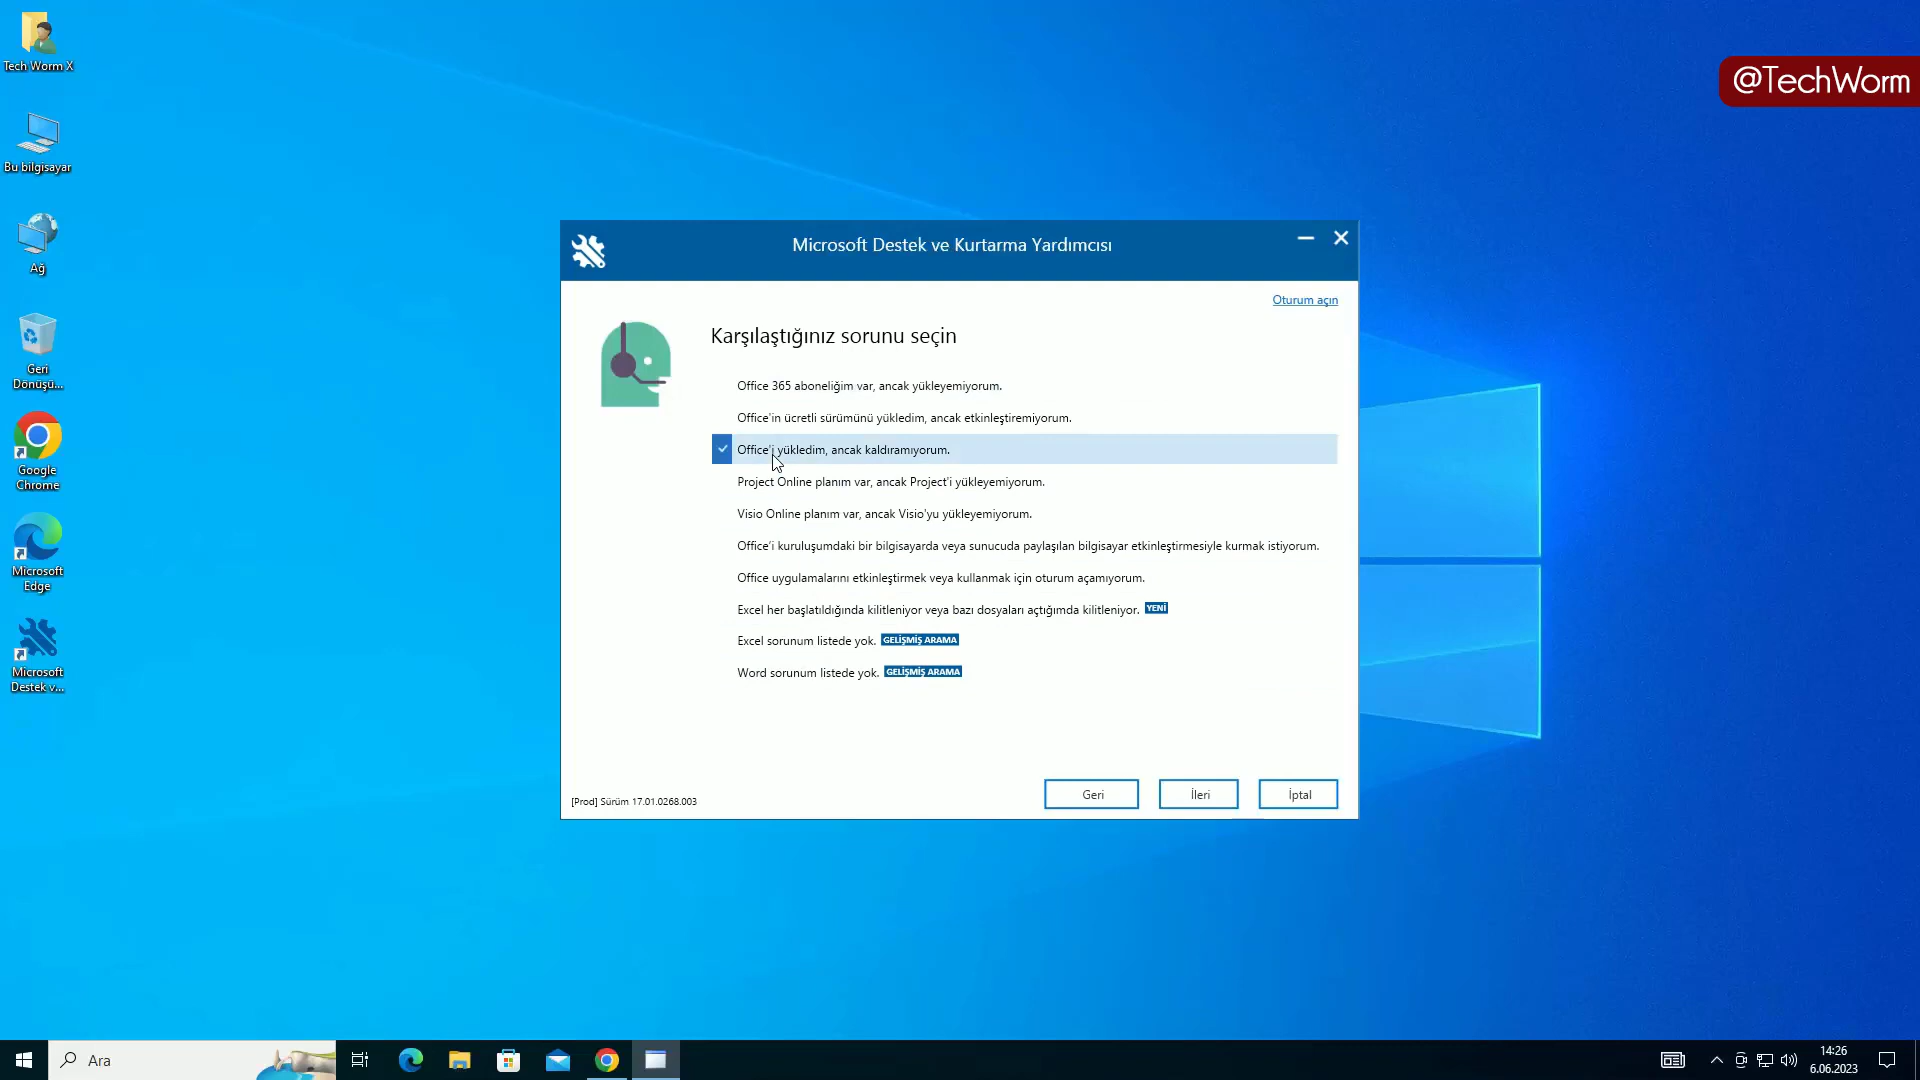 Tech Worm X
Bu bilgisayar
Ağ
Geri
Dönüşü...
Google
Chrome
Microsoft
Edge
Microsoft
Destek v...
@TechWorm
Microsoft Destek ve Kurtarma Yardımcısı
Oturum açın
Karşılaştığınız sorunu seçin
Office 365 aboneliğim var, ancak yükleyemiyorum.
Office'in ücretli sürümünü yükledim, ancak etkinleştiremiyorum.
Office'i yükledim, ancak kaldıramıyorum.
Project Online planım var, ancak Project'i yükleyemiyorum.
Visio Online planım var, ancak Visio'yu yükleyemiyorum.
Office'i kuruluşumdaki bir bilgisayarda veya sunucuda paylaşılan bilgisayar etkinleştirmesiyle kurmak istiyorum.
Office uygulamalarını etkinleştirmek veya kullanmak için oturum açamıyorum.
Excel her başlatıldığında kilitleniyor veya bazı dosyaları açtığımda kilitleniyor. YENİ
Excel sorunum listede yok. GELİŞMİŞ ARAMA
Word sorunum listede yok. GELİŞMİŞ ARAMA
[Prod] Sürüm 17.01.0268.003
Geri
İleri
İptal
Ara
14:26
6.06.2023